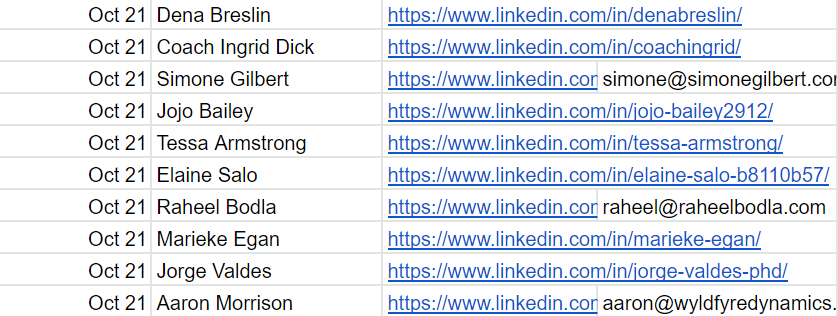 Oct 21 Dena Breslin https://www.linkedin.com/in/denabreslin/
Oct 21 Coach Ingrid Dick https://www.linkedin.com/in/coachingrid/
Oct 21 Simone Gilbert https://www.linkedin.com simone@simonegilbert.com
Oct 21 Jojo Bailey https://www.linkedin.com/in/jojo-bailey2912/
Oct 21 Tessa Armstrong https://www.linkedin.com/in/tessa-armstrong/
Oct 21 Elaine Salo https://www.linkedin.com/in/elaine-salo-b8110b57/
Oct 21 Raheel Bodla https://www.linkedin.com raheel@raheelbodla.com
Oct 21 Marieke Egan https://www.linkedin.com/in/marieke-egan/
Oct 21 Jorge Valdes https://www.linkedin.com/in/jorge-valdes-phd/
Oct 21 Aaron Morrison https://www.linkedin.com aaron@wyldfyredynamics.